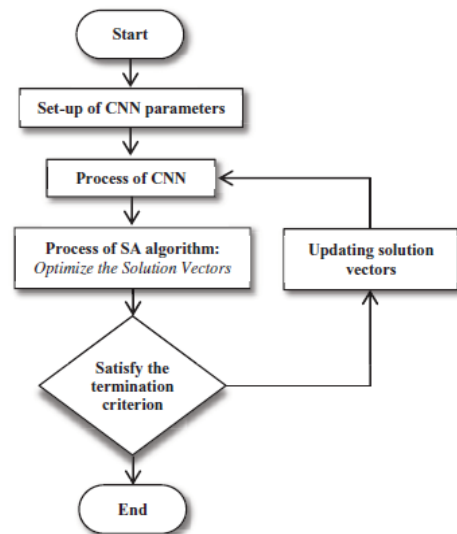 Start
Set-up of CNN parameters
Process of CNN
Process of SA algorithm:
Optimize the Solution Vectors
Updating solution
vectors
Satisfy the
termination
criterion
End